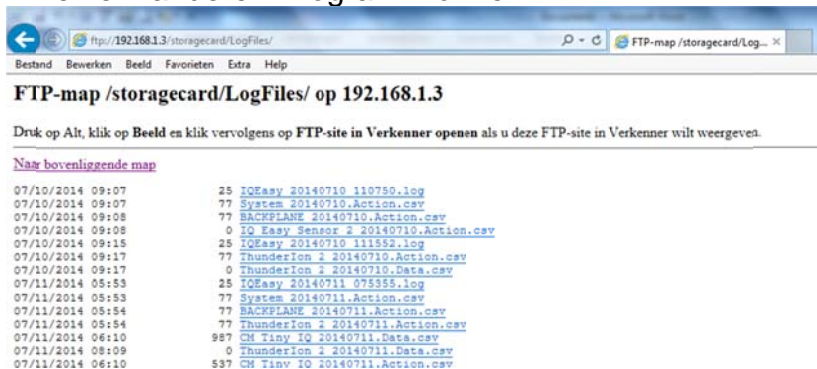 ftp://192.168.1.3/storagecard/LogFiles/
FTP-map /storagecard/Log...
Bestand Bewerken Beeld Favorieten Extra Help
FTP-map /storagecard/LogFiles/ op 192.168.1.3
Druk op Alt, klik op Beeld en klik vervolgens op FTP-site in Verkenner openen als u deze FTP-site in Verkenner wilt weergeven.
Naar bovenliggende map
07/10/2014 09:07 25 IQEasy 20140710 110750.log
07/10/2014 09:07 77 System 20140710.Action.csv
07/10/2014 09:08 77 BACKPLANE 20140710.Action.csv
07/10/2014 09:08 0 IQ Easy Sensor 2 20140710.Action.csv
07/10/2014 09:15 25 IQEasy 20140710 111552.log
07/10/2014 09:17 77 ThunderIon 2 20140710.Action.csv
07/10/2014 09:17 0 ThunderIon 2 20140710.Data.csv
07/11/2014 05:53 25 IQEasy 20140711 075355.log
07/11/2014 05:53 77 System 20140711.Action.csv
07/11/2014 05:54 77 BACKPLANE 20140711.Action.csv
07/11/2014 05:54 77 ThunderIon 2 20140711.Action.csv
07/11/2014 06:10 987 CM Tiny IQ 20140711.Data.csv
07/11/2014 08:09 0 ThunderIon 2 20140711.Data.csv
07/11/2014 06:10 537 CM Tiny IQ 20140711.Action.csv